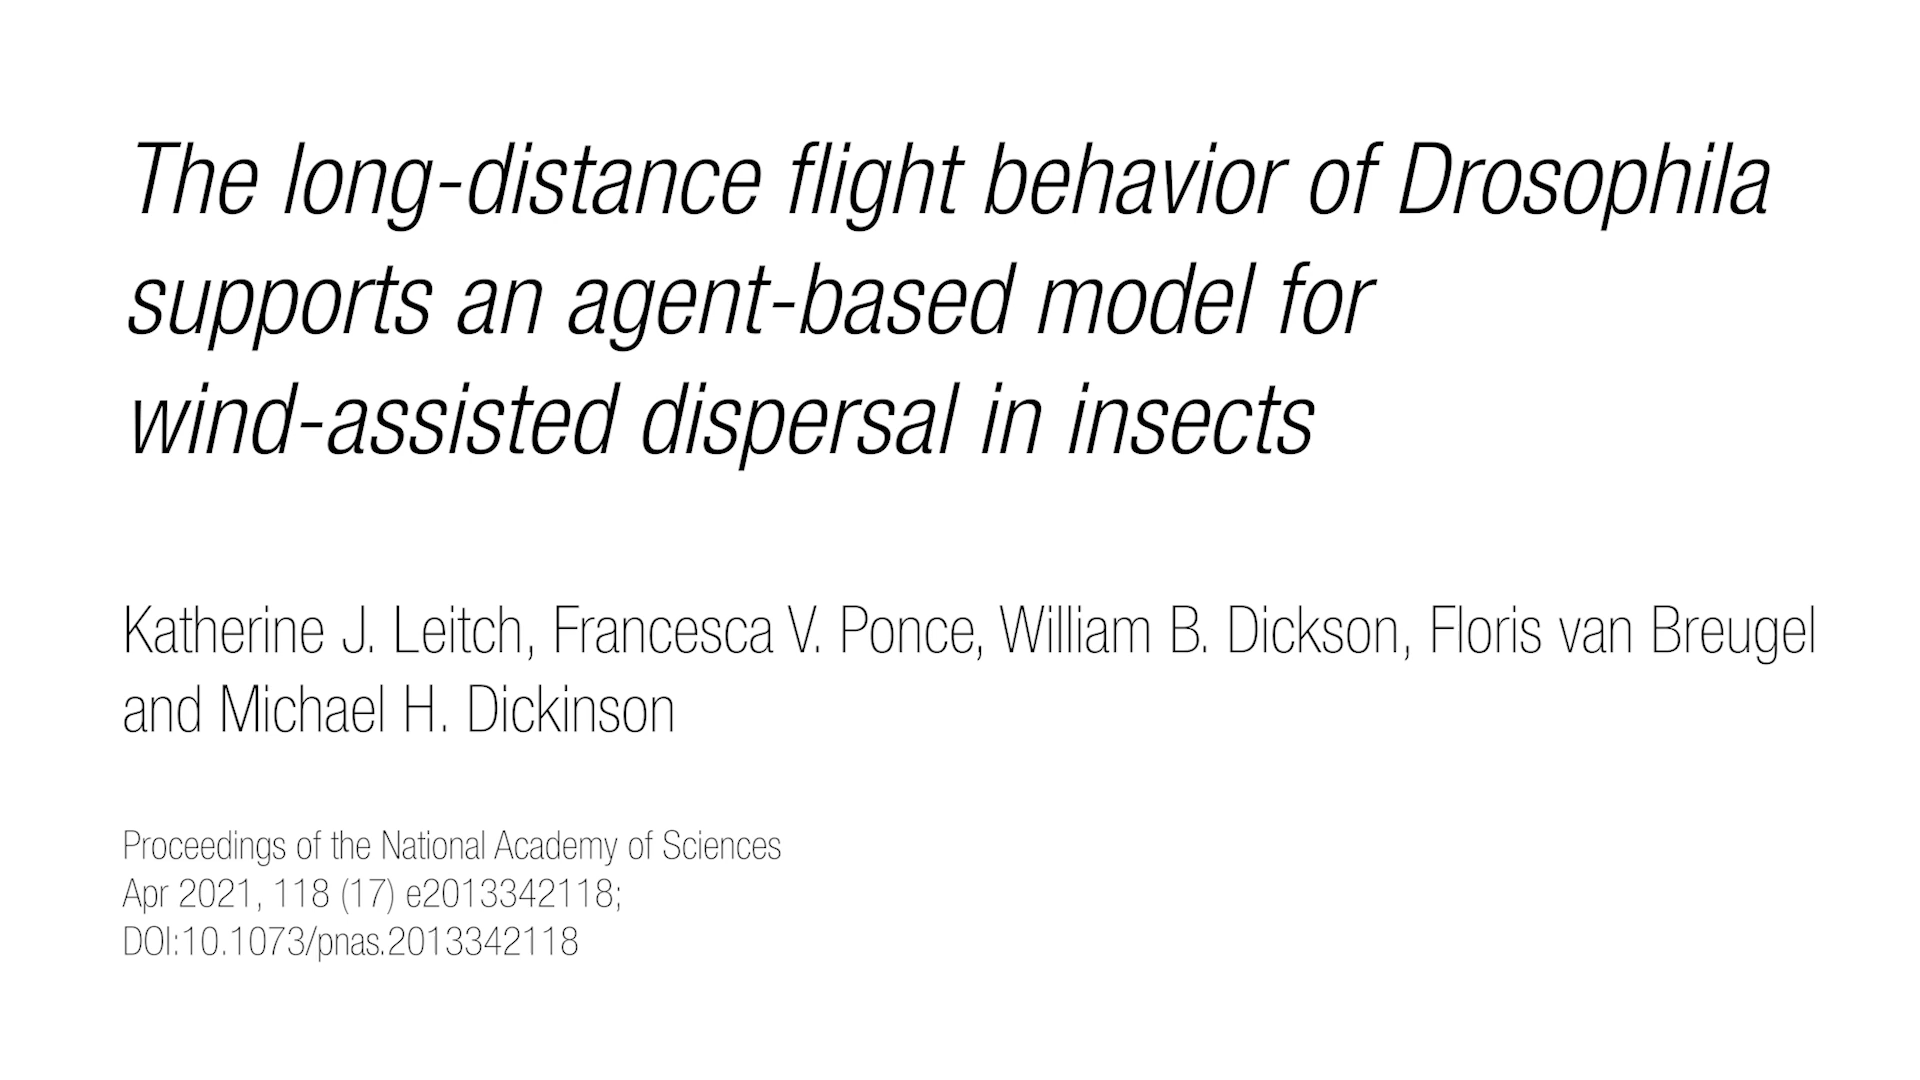 The long-distance flight behavior of Drosophila
supports an agent-based model for
wind-assisted dispersal in insects
Katherine J. Leitch, Francesca V. Ponce, William B. Dickson, Floris van Breugel
and Michael H. Dickinson
Proceedings of the National Academy of Sciences
Apr 2021, 118 (17) e2013342118;
DOI:10.1073/pnas.2013342118